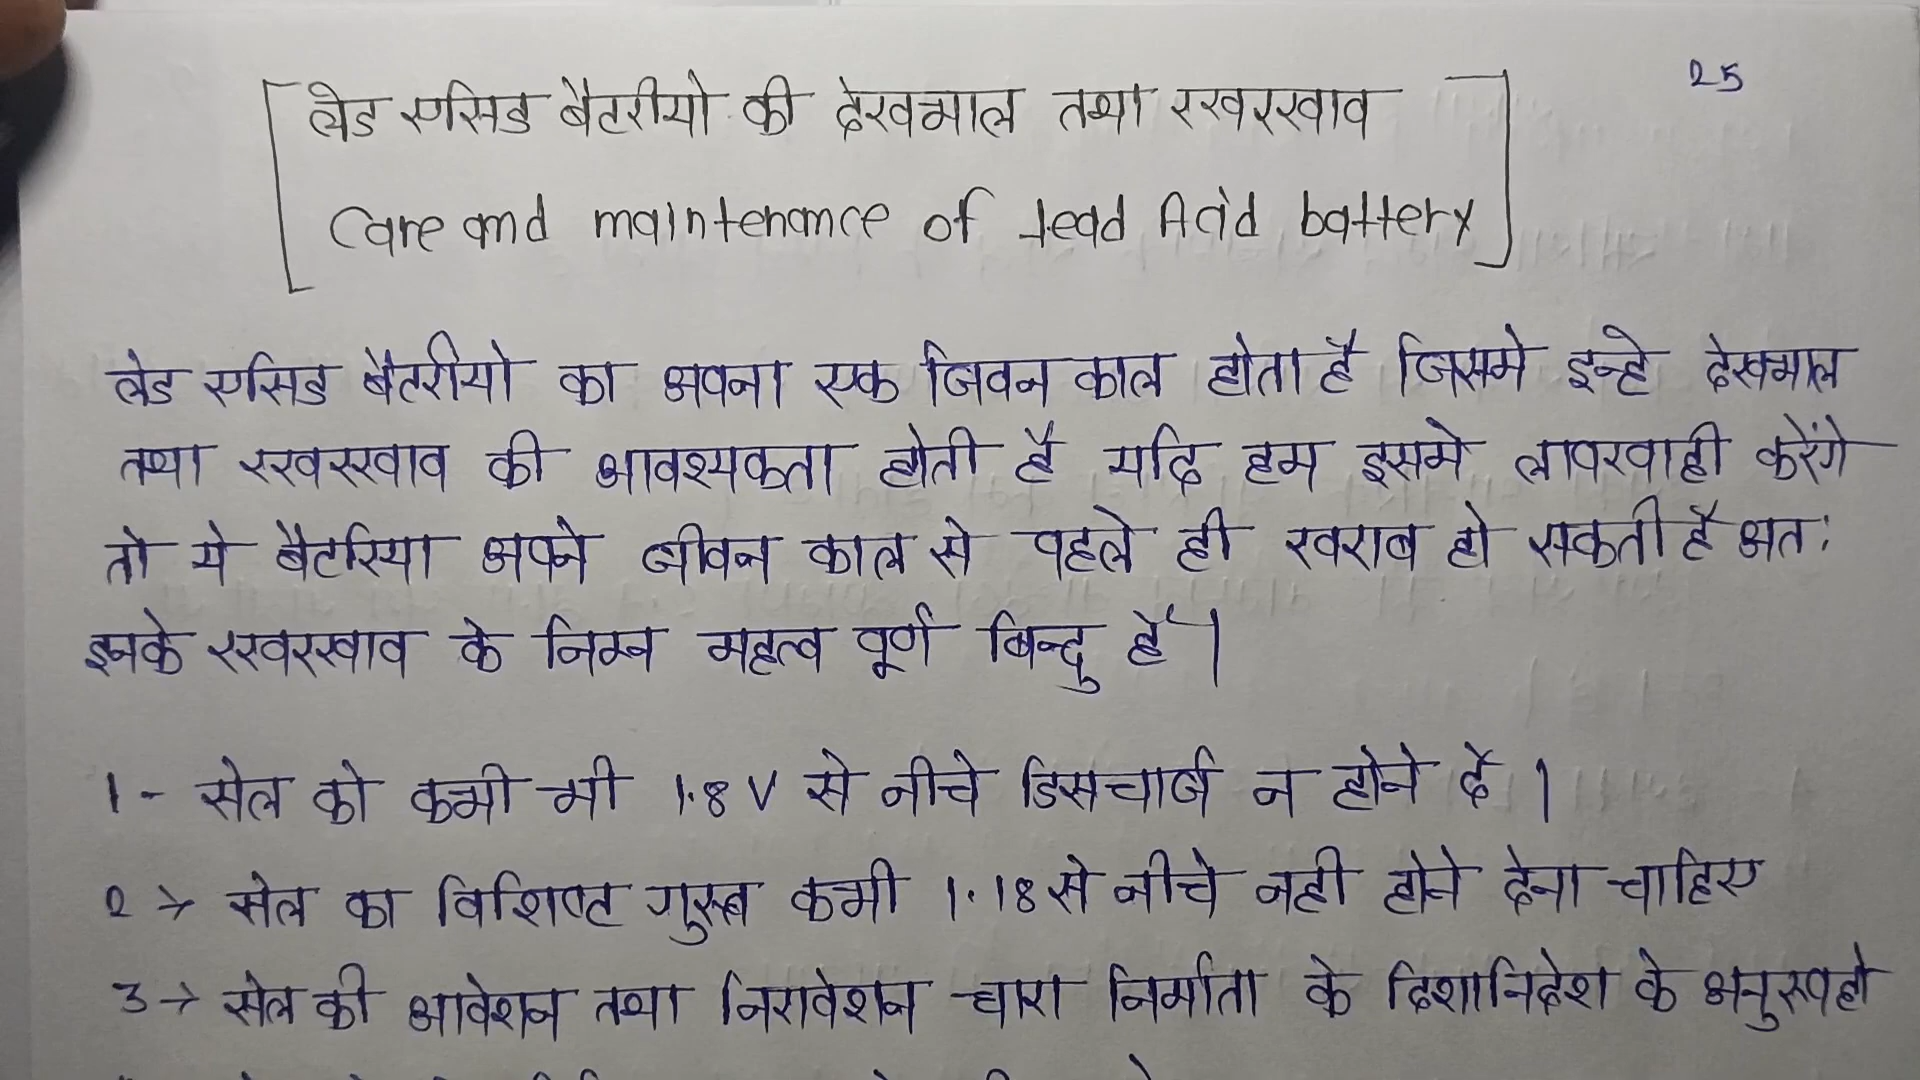 25
लेड एसिड बैटरीयो की देखभाल तथा रखरखाव
Care and maintenance of lead Acid battery
लेड एसिड बैटरीयो का अपना एक जिवन काल होता है जिसमे इन्हे देखभाल
तथा रखरखाव की आवश्यकता होती है यदि हम इसमे लापरवाही करेंगे
तो ये बैटरिया अपने जीवन काल से पहले ही खराब हो सकती है अतः
इनके रखरखाव के निम्न महत्व पूर्ण बिन्दु हैं।
1- सेल को कभी भी 1.8 V से नीचे डिसचार्ज न होने दें।
2 → सेल का विशिष्ट गुरुत्व कभी 1.18 से नीचे नही होने देना चाहिए
3 → सेल की आवेशन तथा निरावेशन धारा निर्माता के दिशानिदेश के अनुरूप हो